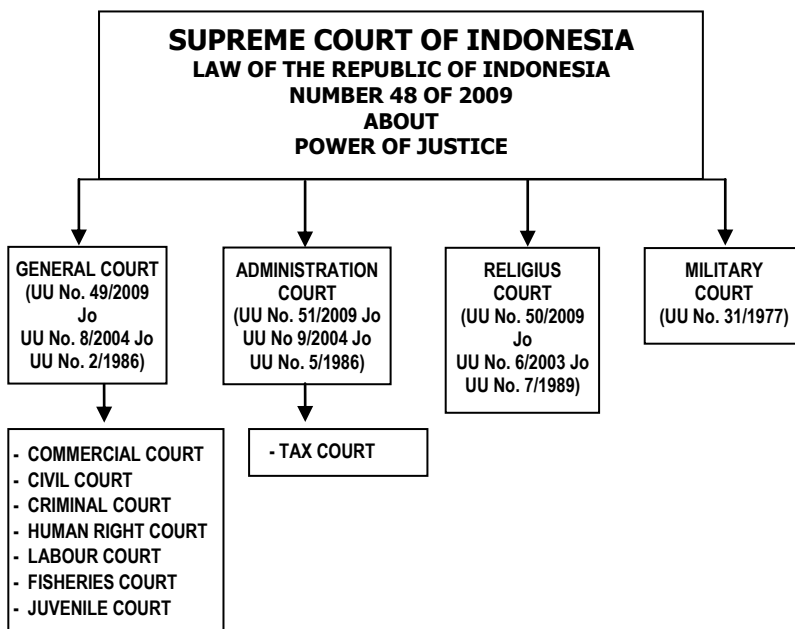 SUPREME COURT OF INDONESIA
LAW OF THE REPUBLIC OF INDONESIA
NUMBER 48 OF 2009
ABOUT
POWER OF JUSTICE
GENERAL COURT
(UU No. 49/2009
Jo
UU No. 8/2004 Jo
UU No. 2/1986)
ADMINISTRATION
COURT
(UU No. 51/2009 Jo
UU No 9/2004 Jo
UU No. 5/1986)
RELIGIUS
COURT
(UU No. 50/2009
Jo
UU No. 6/2003 Jo
UU No. 7/1989)
MILITARY
COURT
(UU No. 31/1977)
- COMMERCIAL COURT
- CIVIL COURT
- CRIMINAL COURT
- HUMAN RIGHT COURT
- LABOUR COURT
- FISHERIES COURT
- JUVENILE COURT
- TAX COURT